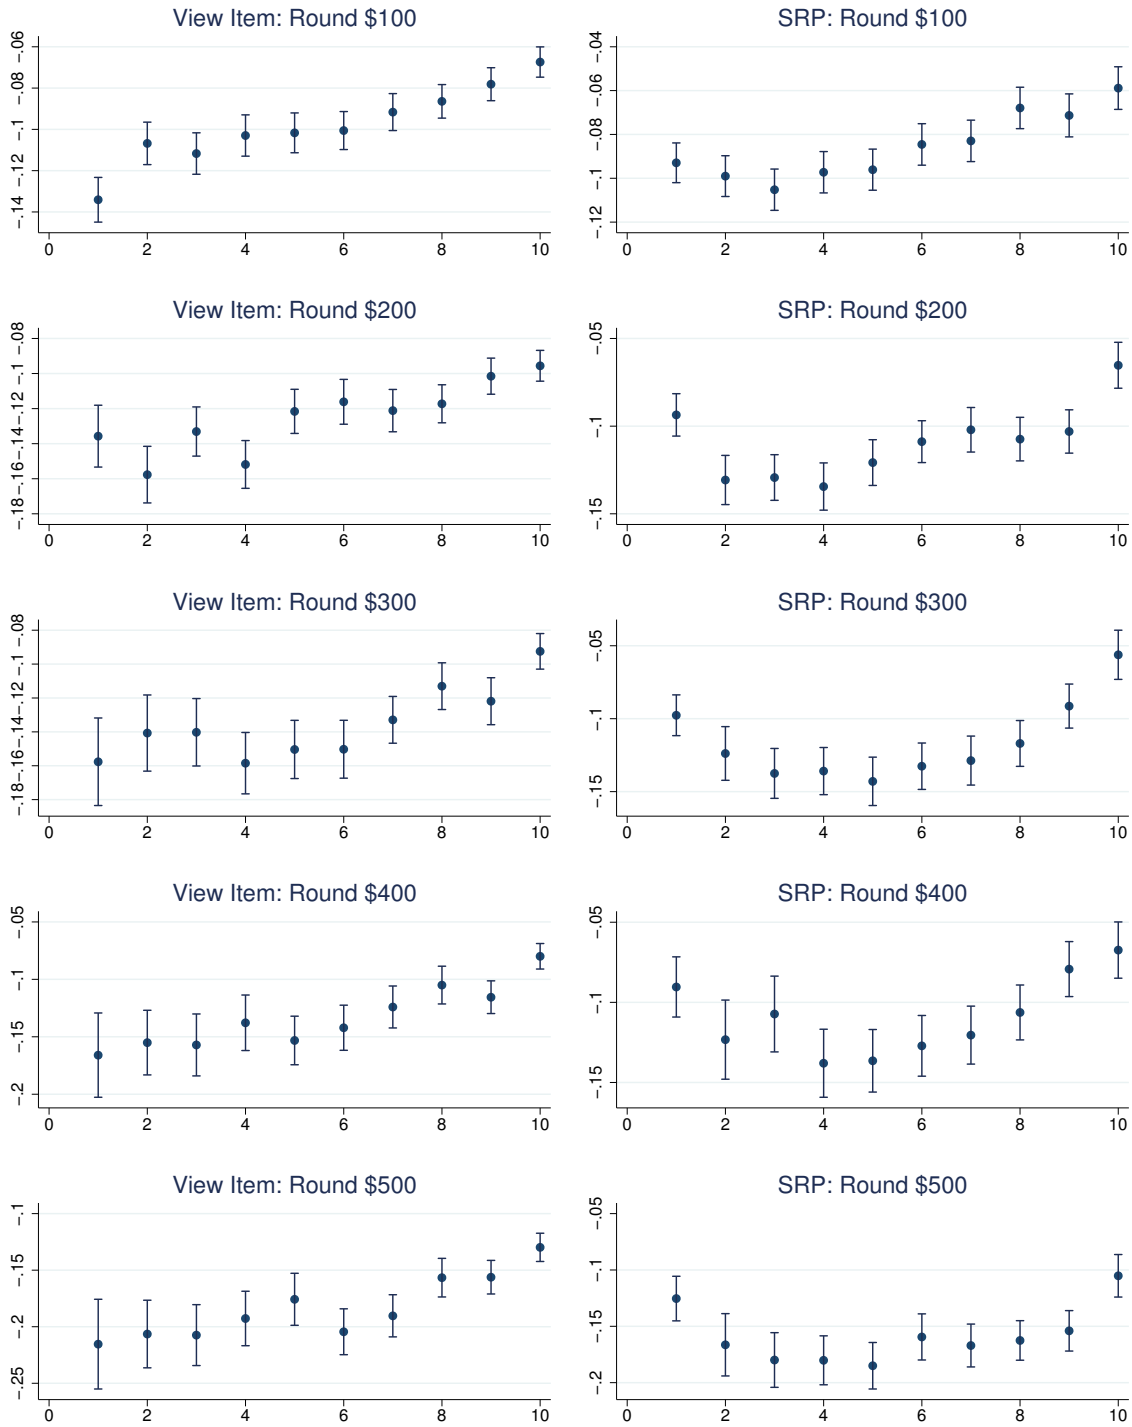 View Item: Round $100
SRP: Round $100
−.06
−.08
−.1
−.12
−.14
0 2 4 6 8 10
−.04
−.06
−.08
−.1
−.12
0 2 4 6 8 10
View Item: Round $200
SRP: Round $200
−.08
−.1
−.12
−.14
−.16
−.18
0 2 4 6 8 10
−.05
−.1
−.15
0 2 4 6 8 10
View Item: Round $300
SRP: Round $300
−.08
−.1
−.12
−.14
−.16
−.18
0 2 4 6 8 10
−.05
−.1
−.15
0 2 4 6 8 10
View Item: Round $400
SRP: Round $400
−.05
−.1
−.15
−.2
0 2 4 6 8 10
−.05
−.1
−.15
0 2 4 6 8 10
View Item: Round $500
SRP: Round $500
−.1
−.15
−.2
−.25
0 2 4 6 8 10
−.05
−.1
−.15
−.2
0 2 4 6 8 10